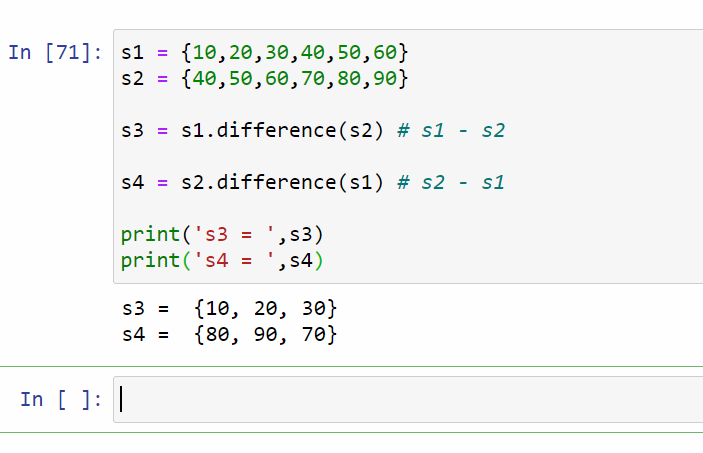 In [71]: s1 = {10,20,30,40,50,60}
s2 = {40,50,60,70,80,90}
s3 = s1.difference(s2) # s1 - s2
s4 = s2.difference(s1) # s2 - s1
print('s3 = ',s3)
print('s4 = ',s4)
s3 =  {10, 20, 30}
s4 =  {80, 90, 70}
In [ ]: